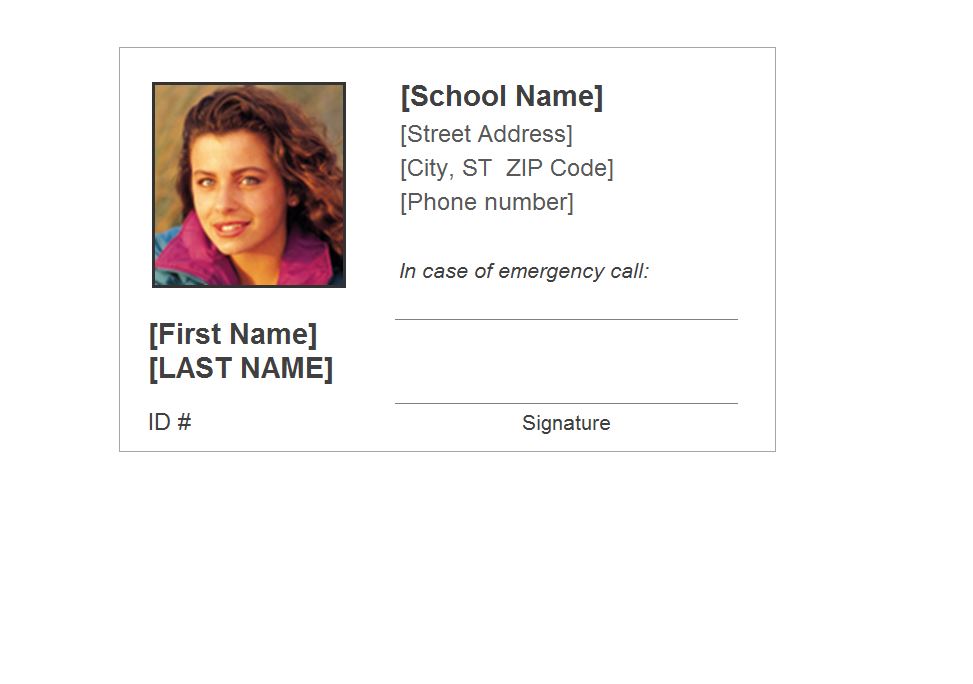 [School Name]
[Street Address]
[City, ST  ZIP Code]
[Phone number]
In case of emergency call:
[First Name]
[LAST NAME]
ID #
Signature